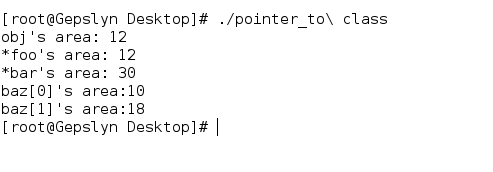 [root@Gepslyn Desktop]# ./pointer_to\ class
obj's area: 12
*foo's area: 12
*bar's area: 30
baz[0]'s area:10
baz[1]'s area:18
[root@Gepslyn Desktop]#